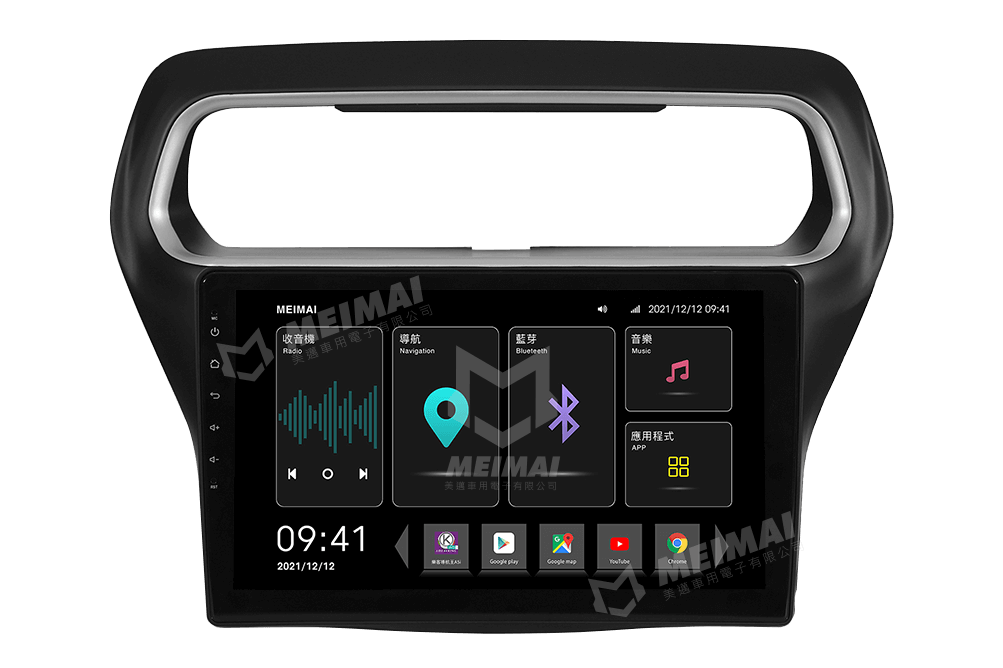 MEIMAI
2021/12/12 09:41
MIC
收音機
Radio
導航
Navigation
藍芽
Blueteeth
音樂
Music
應用程式
APP
RST
09:41
2021/12/12
Google play
Google map
YouTube
Chrome
MEIMAI
美邁車用電子有限公司
MEIMAI
美邁車用電子有限公司
MEIMAI
美邁車用電子有限公司